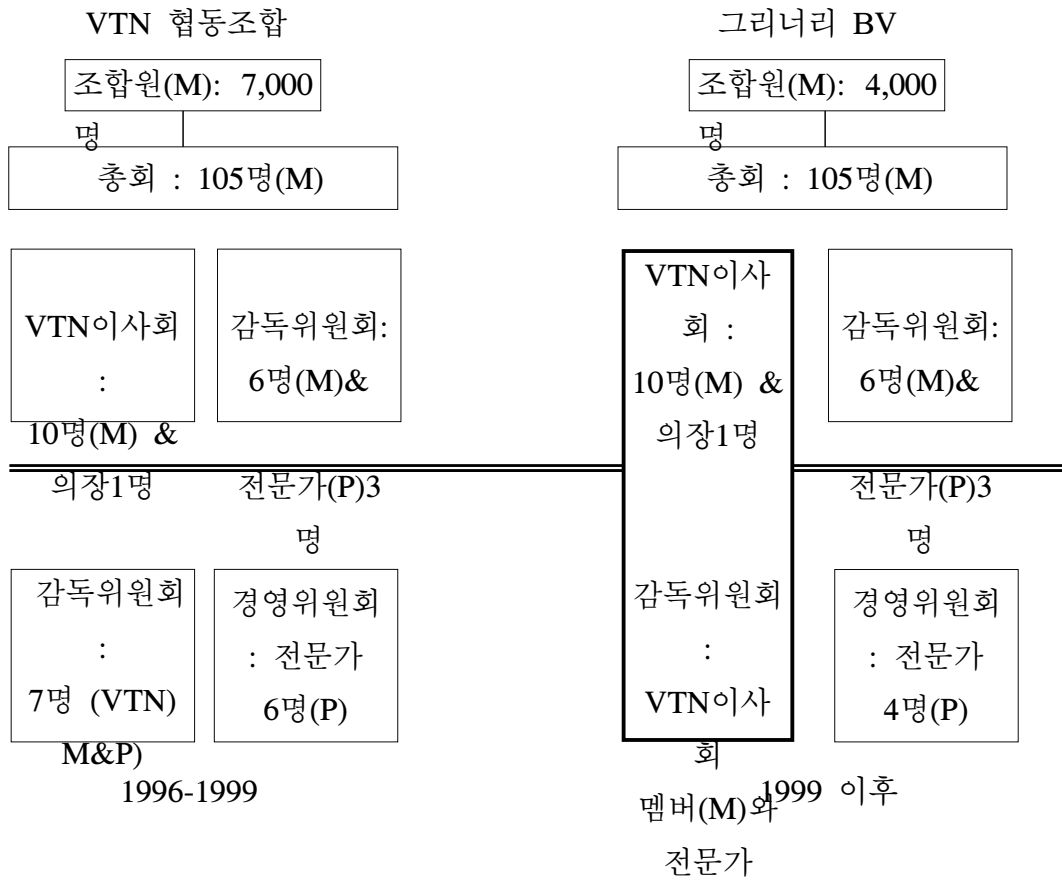 VTN 협동조합
조합원(M): 7,000
명
총회 : 105명(M)
VTN이사회
:
10명(M) &
의장1명
감독위원회:
6명(M)&
전문가(P)3
명
감독위원회
:
7명 (VTN)
M&P)
경영위원회
: 전문가
6명(P)
1996-1999
그리너리 BV
조합원(M): 4,000
명
총회 : 105명(M)
VTN이사
회 :
10명(M) &
의장1명
감독위원회
:
VTN이사
회
멤버(M)와
전문가
감독위원회:
6명(M)&
전문가(P)3
명
경영위원회
: 전문가
4명(P)
1999 이후